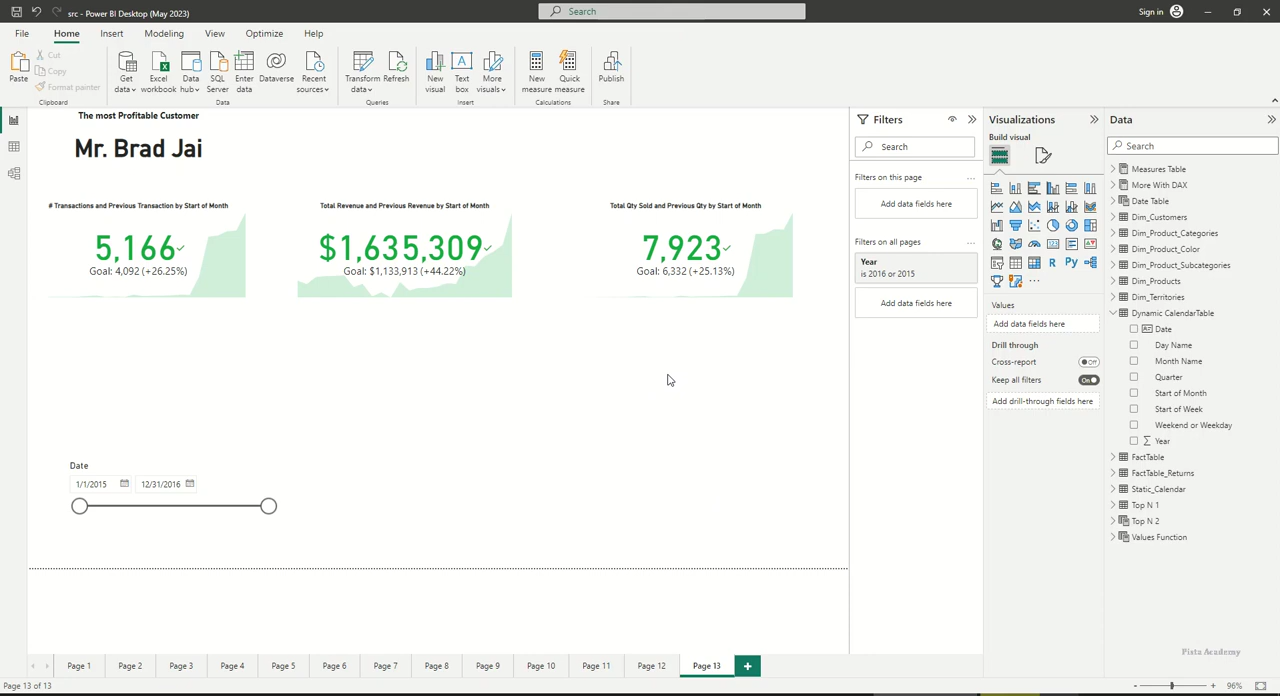 src - Power BI Desktop (May 2023)
Search
Sign in
File Home Insert Modeling View Optimize Help
Paste
Cut
Copy
Format painter
Clipboard
Get data
Excel workbook
Data hub
SQL Server
Enter data
Dataverse
Recent sources
Data
Transform data
Refresh
Queries
New visual
Text box
More visuals
Insert
New measure
Quick measure
Calculations
Publish
Share
The most Profitable Customer
Mr. Brad Jai
# Transactions and Previous Transaction by Start of Month
5,166
Goal: 4,092 (+26.25%)
Total Revenue and Previous Revenue by Start of Month
$1,635,309
Goal: $1,133,913 (+44.22%)
Total Qty Sold and Previous Qty by Start of Month
7,923
Goal: 6,332 (+25.13%)
Date
1/1/2015 12/31/2016
Filters
Search
Filters on this page
Add data fields here
Filters on all pages
Year
is 2016 or 2015
Add data fields here
Visualizations
Build visual
R Py
Values
Add data fields here
Drill through
Cross-report Off
Keep all filters On
Add drill-through fields here
Data
Search
Measures Table
More With DAX
Date Table
Dim_Customers
Dim_Product_Categories
Dim_Product_Color
Dim_Product_Subcategories
Dim_Products
Dim_Territories
Dynamic CalendarTable
Date
Day Name
Month Name
Quarter
Start of Month
Start of Week
Weekend or Weekday
Year
FactTable
FactTable_Returns
Static_Calendar
Top N 1
Top N 2
Values Function
Pista Academy
Page 1 Page 2 Page 3 Page 4 Page 5 Page 6 Page 7 Page 8 Page 9 Page 10 Page 11 Page 12 Page 13 +
Page 13 of 13
- + 96%